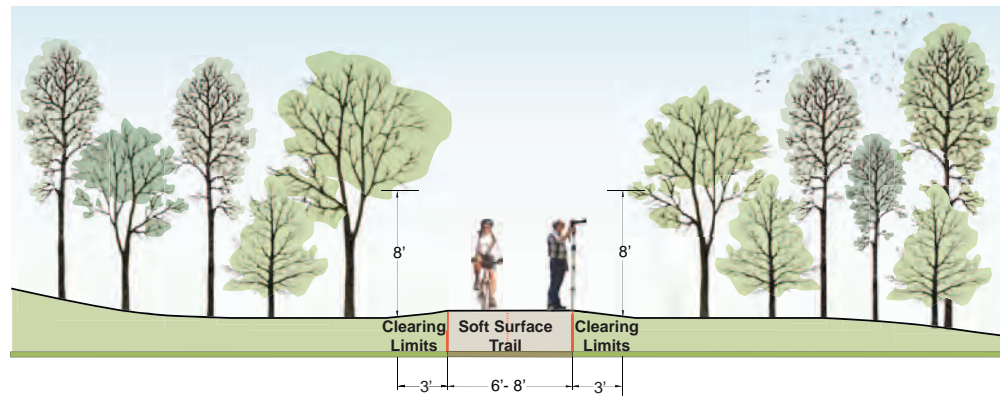 8’
8’
Clearing
Limits
Soft Surface
Trail
Clearing
Limits
3’
6’- 8’
3’